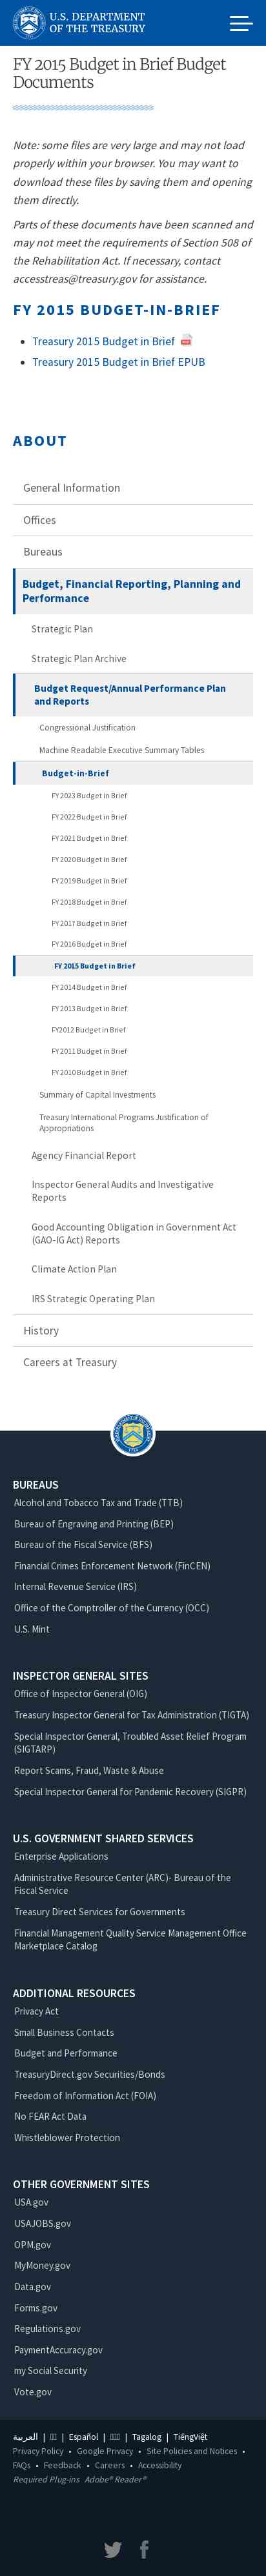 U.S. DEPARTMENT
OF THE TREASURY
FY 2015 Budget in Brief Budget
Documents
Note: some files are very large and may not load
properly within your browser. You may want to
download these files by saving them and opening
them directly.
Parts of these documents have been scanned and
may not meet the requirements of Section 508 of
the Rehabilitation Act. If necessary, contact
accesstreas@treasury.gov for assistance.
FY 2015 BUDGET-IN-BRIEF
• Treasury 2015 Budget in Brief
• Treasury 2015 Budget in Brief EPUB
ABOUT
General Information
Offices
Bureaus
Budget, Financial Reporting, Planning and
Performance
Strategic Plan
Strategic Plan Archive
Budget Request/Annual Performance Plan
and Reports
Congressional Justification
Machine Readable Executive Summary Tables
Budget-in-Brief
FY 2023 Budget in Brief
FY 2022 Budget in Brief
FY 2021 Budget in Brief
FY 2020 Budget in Brief
FY 2019 Budget in Brief
FY 2018 Budget in Brief
FY 2017 Budget in Brief
FY 2016 Budget in Brief
FY 2015 Budget in Brief
FY 2014 Budget in Brief
FY 2013 Budget in Brief
FY2012 Budget in Brief
FY 2011 Budget in Brief
FY 2010 Budget in Brief
Summary of Capital Investments
Treasury International Programs Justification of
Appropriations
Agency Financial Report
Inspector General Audits and Investigative
Reports
Good Accounting Obligation in Government Act
(GAO-IG Act) Reports
Climate Action Plan
IRS Strategic Operating Plan
History
Careers at Treasury
BUREAUS
Alcohol and Tobacco Tax and Trade (TTB)
Bureau of Engraving and Printing (BEP)
Bureau of the Fiscal Service (BFS)
Financial Crimes Enforcement Network (FinCEN)
Internal Revenue Service (IRS)
Office of the Comptroller of the Currency (OCC)
U.S. Mint
INSPECTOR GENERAL SITES
Office of Inspector General (OIG)
Treasury Inspector General for Tax Administration (TIGTA)
Special Inspector General, Troubled Asset Relief Program
(SIGTARP)
Report Scams, Fraud, Waste & Abuse
Special Inspector General for Pandemic Recovery (SIGPR)
U.S. GOVERNMENT SHARED SERVICES
Enterprise Applications
Administrative Resource Center (ARC)- Bureau of the
Fiscal Service
Treasury Direct Services for Governments
Financial Management Quality Service Management Office
Marketplace Catalog
ADDITIONAL RESOURCES
Privacy Act
Small Business Contacts
Budget and Performance
TreasuryDirect.gov Securities/Bonds
Freedom of Information Act (FOIA)
No FEAR Act Data
Whistleblower Protection
OTHER GOVERNMENT SITES
USA.gov
USAJOBS.gov
OPM.gov
MyMoney.gov
Data.gov
Forms.gov
Regulations.gov
PaymentAccuracy.gov
my Social Security
Vote.gov
العربية | | Español | | Tagalog | TiếngViệt
Privacy Policy • Google Privacy • Site Policies and Notices •
FAQs • Feedback • Careers • Accessibility
Required Plug-ins Adobe® Reader®